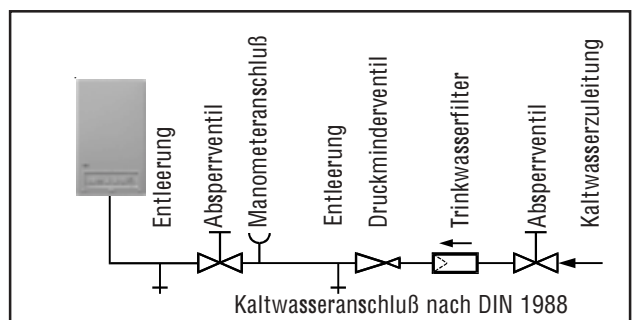 Entleerung
Absperrventil
Manometeranschluß
Entleerung
Druckminderventil
Trinkwasserfilter
Absperrventil
Kaltwasserzuleitung
Kaltwasseranschluß nach DIN 1988